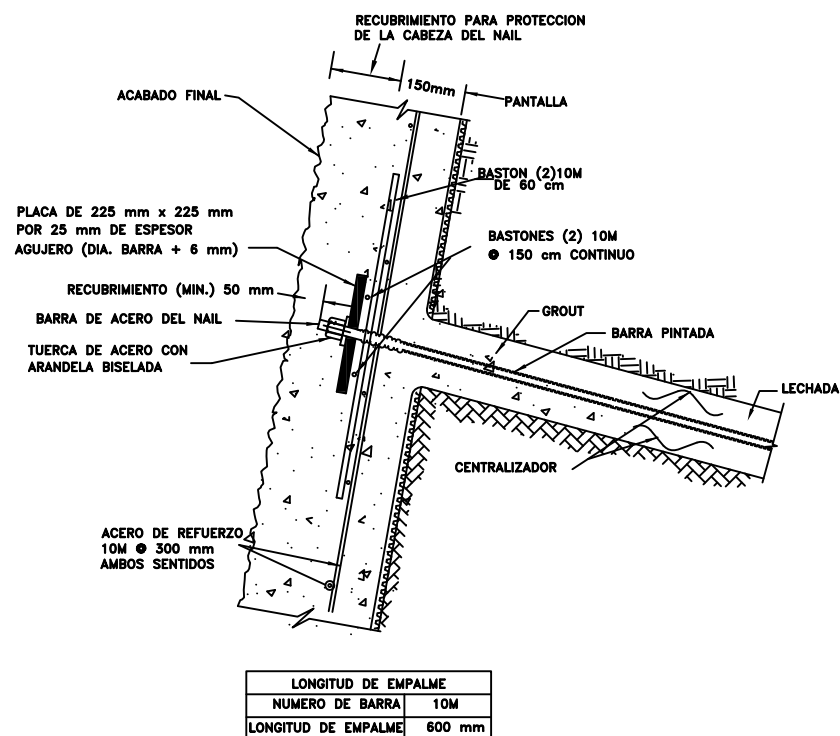 RECUBRIMIENTO PARA PROTECCION
DE LA CABEZA DEL NAIL
150mm
ACABADO FINAL
PANTALLA
BASTON (2)10M
DE 60 cm
PLACA DE 225 mm x 225 mm
POR 25 mm DE ESPESOR
AGUJERO (DIA. BARRA + 6 mm)
BASTONES (2) 10M
@ 150 cm CONTINUO
RECUBRIMIENTO (MIN.) 50 mm
BARRA DE ACERO DEL NAIL
TUERCA DE ACERO CON
ARANDELA BISELADA
GROUT
BARRA PINTADA
LECHADA
CENTRALIZADOR
ACERO DE REFUERZO
10M @ 300 mm
AMBOS SENTIDOS
LONGITUD DE EMPALME
NUMERO DE BARRA 10M
LONGITUD DE EMPALME 600 mm